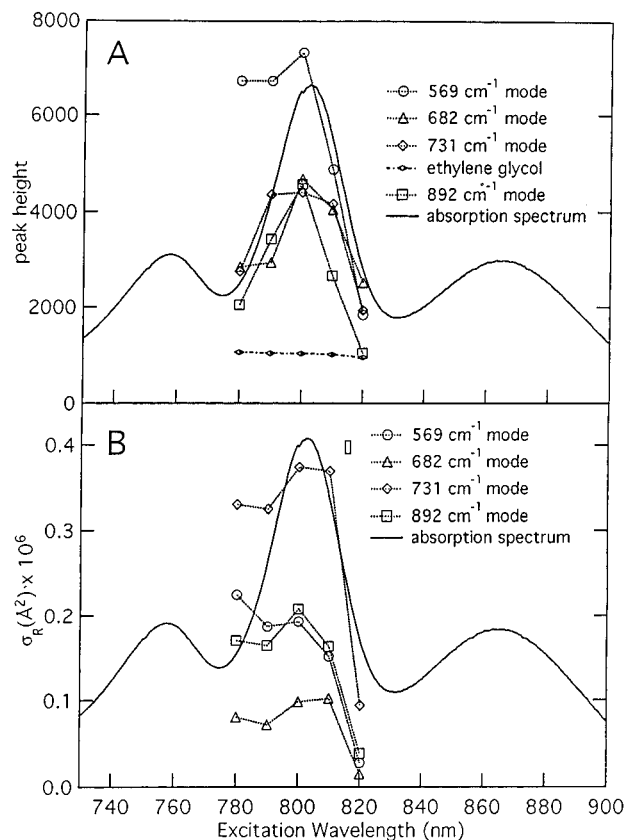 8000
A
569 cm-1 mode
682 cm-1 mode
731 cm-1 mode
ethylene glycol
892 cm-1 mode
absorption spectrum
6000
4000
2000
0
peak height
B
569 cm-1 mode
682 cm-1 mode
731 cm-1 mode
892 cm-1 mode
absorption spectrum
0.4
0.3
0.2
0.1
0.0
σR(Å2)·x 106
740 760 780 800 820 840 860 880 900
Excitation Wavelength (nm)